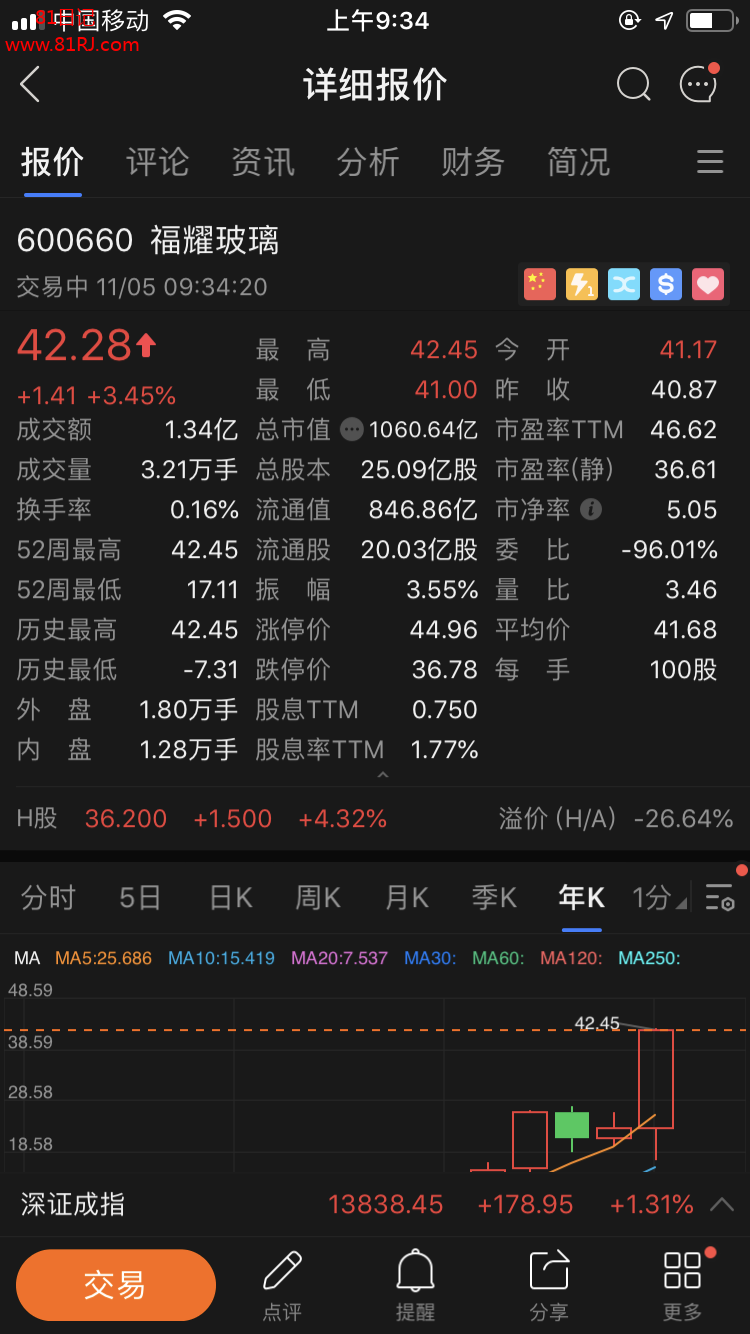 81日记 中国移动 上午9:34
www.81RJ.com
详细报价
报价 评论 资讯 分析 财务 简况
600660 福耀玻璃
交易中 11/05 09:34:20
42.28 最高 42.45 今开 41.17
+1.41 +3.45% 最低 41.00 昨收 40.87
成交额 1.34亿 总市值 1060.64亿 市盈率TTM 46.62
成交量 3.21万手 总股本 25.09亿股 市盈率(静) 36.61
换手率 0.16% 流通值 846.86亿 市净率 5.05
52周最高 42.45 流通股 20.03亿股 委比 -96.01%
52周最低 17.11 振幅 3.55% 量比 3.46
历史最高 42.45 涨停价 44.96 平均价 41.68
历史最低 -7.31 跌停价 36.78 每手 100股
外盘 1.80万手 股息TTM 0.750
内盘 1.28万手 股息率TTM 1.77%
H股 36.200 +1.500 +4.32% 溢价 (H/A) -26.64%
分时 5日 日K 周K 月K 季K 年K 1分
MA MA5:25.686 MA10:15.419 MA20:7.537 MA30: MA60: MA120: MA250:
48.59
42.45
38.59
28.58
18.58
深证成指 13838.45 +178.95 +1.31%
交易 点评 提醒 分享 更多